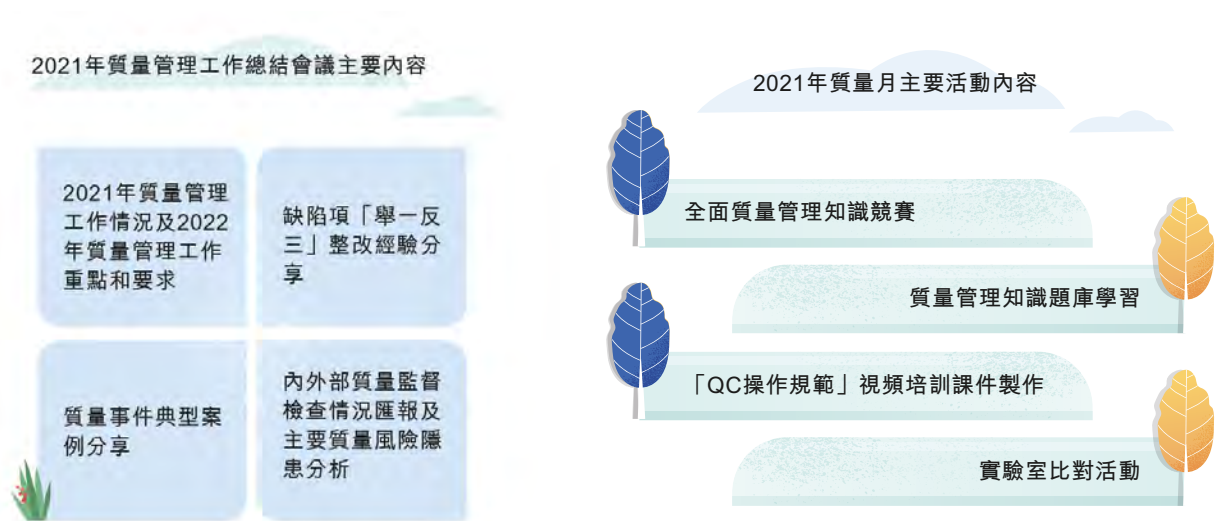 2021年質量管理工作總結會議主要內容
2021年質量管理
工作情況及2022
年質量管理工作
重點和要求
缺陷項「舉一反
三」整改經驗分
享
質量事件典型案
例分享
內外部質量監督
檢查情況匯報及
主要質量風險隱
患分析
2021年質量月主要活動內容
全面質量管理知識競賽
質量管理知識題庫學習
「QC操作規範」視頻培訓課件製作
實驗室比對活動